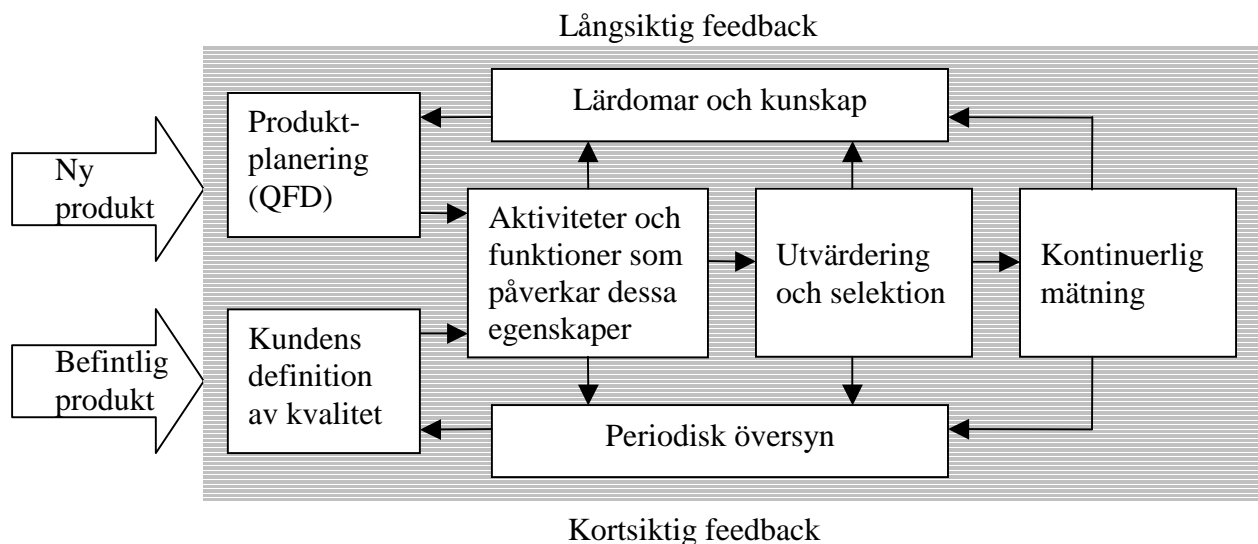 Långsiktig feedback
Lärdomar och kunskap
Produkt-
planering
(QFD)
Ny
produkt
Aktiviteter och
funktioner som
påverkar dessa
egenskaper
Utvärdering
och selektion
Kontinuerlig
mätning
Kundens
definition
av kvalitet
Befintlig
produkt
Periodisk översyn
Kortsiktig feedback